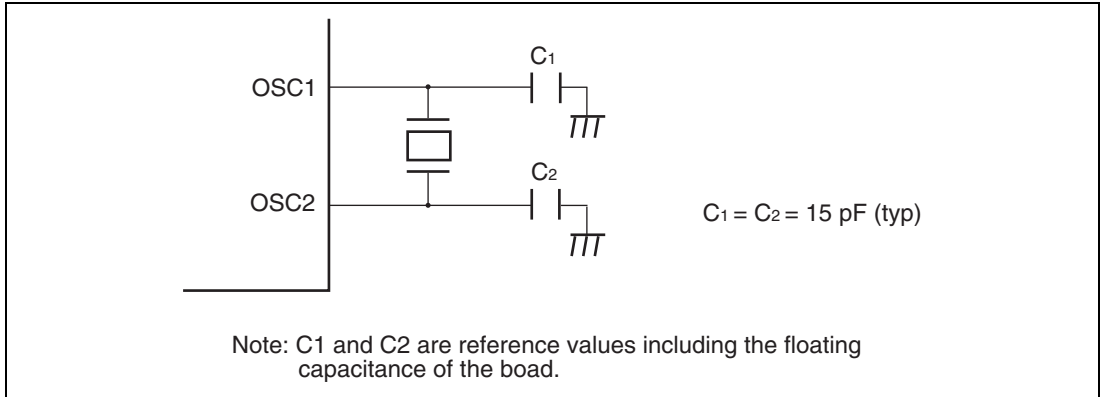 C1
OSC1
C2
OSC2
C1 = C2 = 15 pF (typ)
Note: C1 and C2 are reference values including the floating
capacitance of the boad.